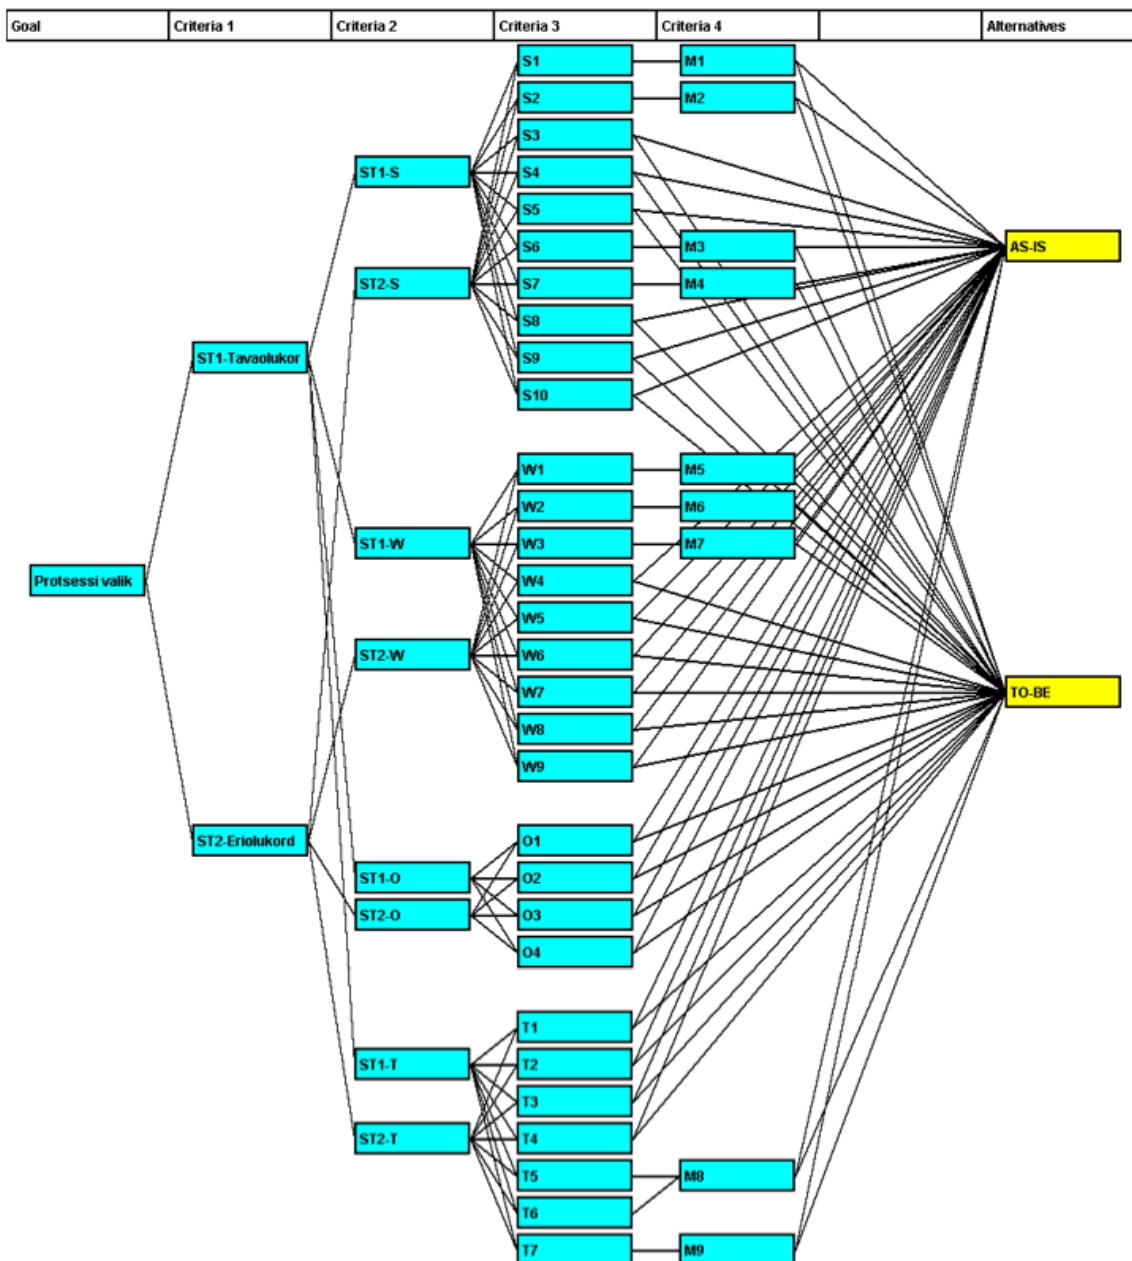 Goal
Criteria 1
Criteria 2
Criteria 3
Criteria 4
Alternatives
S1
M1
S2
M2
S3
ST1-S
S4
S5
S6
M3
AS-IS
ST2-S
S7
M4
S8
ST1-Tavaolukor
S9
S10
W1
M5
W2
M6
ST1-W
W3
M7
Protsessi valik
W4
W5
ST2-W
W6
W7
TO-BE
W8
W9
ST2-Eriolukord
O1
ST1-O
O2
ST2-O
O3
O4
T1
ST1-T
T2
T3
ST2-T
T4
T5
M8
T6
T7
M9